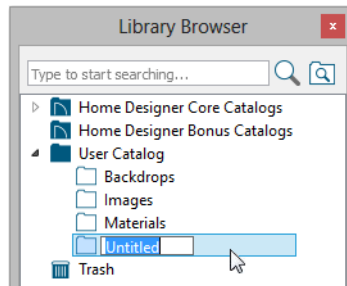 Library Browser
x
Type to start searching...
Home Designer Core Catalogs
Home Designer Bonus Catalogs
User Catalog
Backdrops
Images
Materials
Untitled
Trash